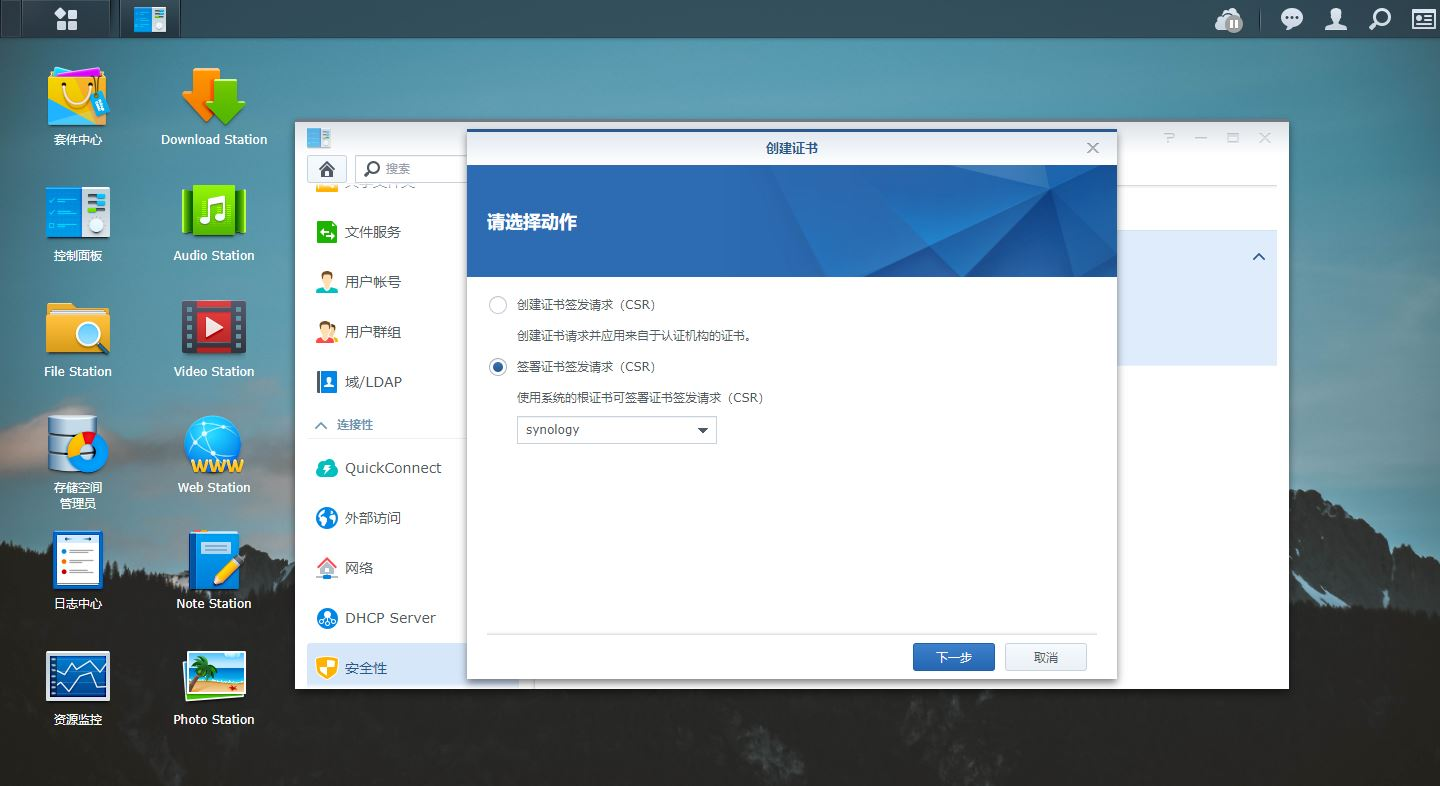 套件中心
Download Station
控制面板
Audio Station
File Station
Video Station
存储空间
管理员
WWW
Web Station
日志中心
Note Station
资源监控
Photo Station
搜索
共享文件夹
文件服务
用户帐号
用户群组
域/LDAP
连接性
QuickConnect
外部访问
网络
DHCP Server
安全性
创建证书
请选择动作
创建证书签发请求（CSR）
创建证书请求并应用来自于认证机构的证书。
签署证书签发请求（CSR）
使用系统的根证书可签署证书签发请求（CSR）
synology
下一步
取消